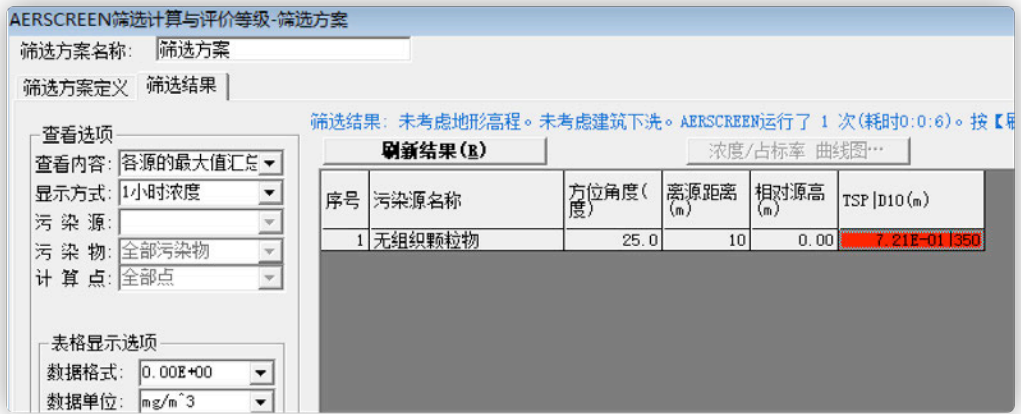 AERSCREEN筛选计算与评价等级-筛选方案
筛选方案名称: 筛选方案
筛选方案定义 筛选结果
筛选结果: 未考虑地形高程。未考虑建筑下洗。AERSCREEN运行了 1 次(耗时0:0:6)。按【刷
查看选项
刷新结果(R) 浓度/占标率 曲线图…
查看内容: 各源的最大值汇总
显示方式: 1小时浓度
污 染 源:
污 染 物: 全部污染物
计 算 点: 全部点
序号 污染源名称 方位角度(度) 离源距离(m) 相对源高(m) TSP|D10(m)
1 无组织颗粒物 25.0 10 0.00 7.21E-01|350
表格显示选项
数据格式: 0.00E+00
数据单位: mg/m^3